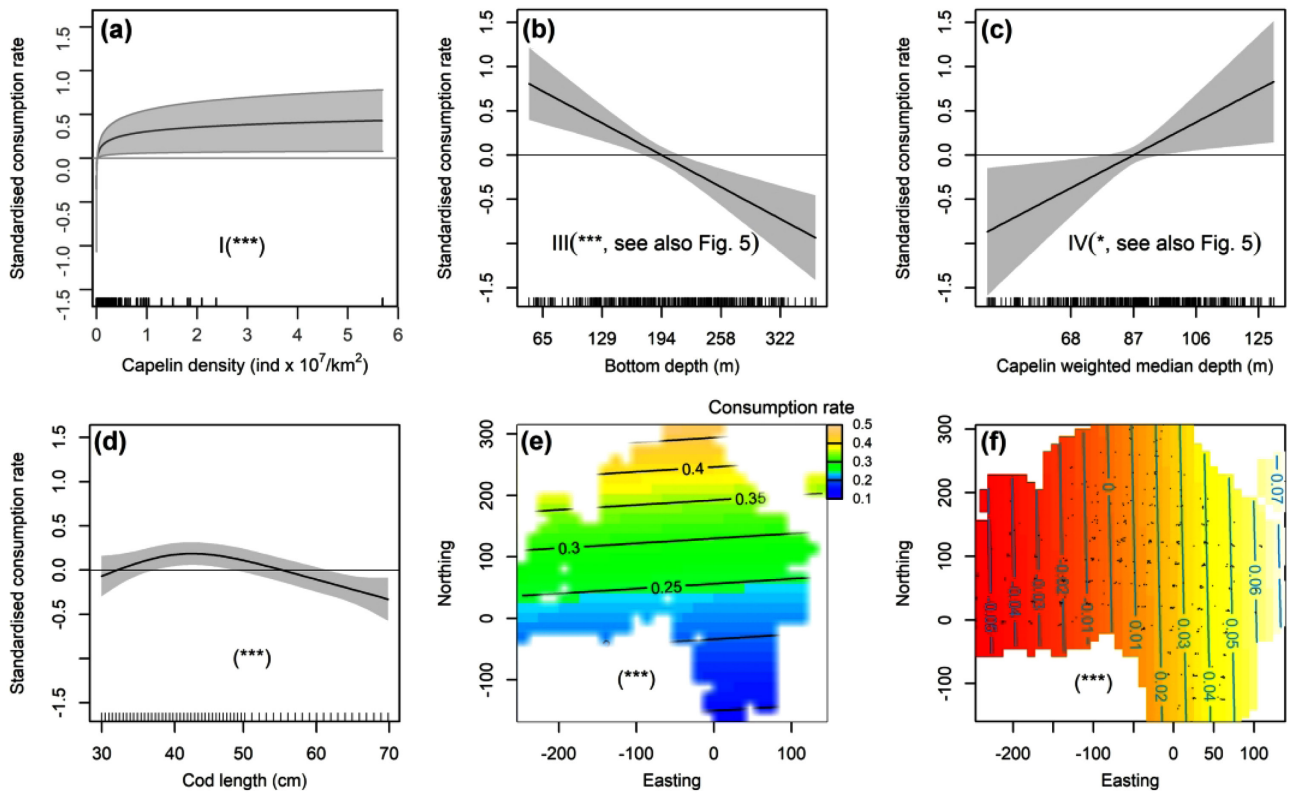 (a)
Standardised consumption rate
1.5
1.0
0.5
0.0
-0.5
-1.0
-1.5
I(***)
0 1 2 3 4 5 6
Capelin density (ind x 10⁷/km²)
(b)
Standardised consumption rate
1.5
1.0
0.5
0.0
-0.5
-1.5
III(***, see also Fig. 5)
65 129 194 258 322
Bottom depth (m)
(c)
Standardised consumption rate
1.5
1.0
0.5
0.0
-0.5
-1.5
IV(*, see also Fig. 5)
68 87 106 125
Capelin weighted median depth (m)
(d)
Standardised consumption rate
1.5
1.0
0.5
0.0
-0.5
-1.5
(***)
30 40 50 60 70
Cod length (cm)
(e)
Consumption rate
0.5
0.4
0.3
0.2
0.1
Northing
300
200
100
0
-100
0.4
0.35
0.3
0.25
(***)
-200 -100 0 100
Easting
(f)
Northing
300
200
100
0
-100
-0.04
-0.03
-0.02
-0.01
0
0.01
0.02
0.03
0.04
0.05
0.06
0.07
(***)
-200 -100 0 50 100
Easting